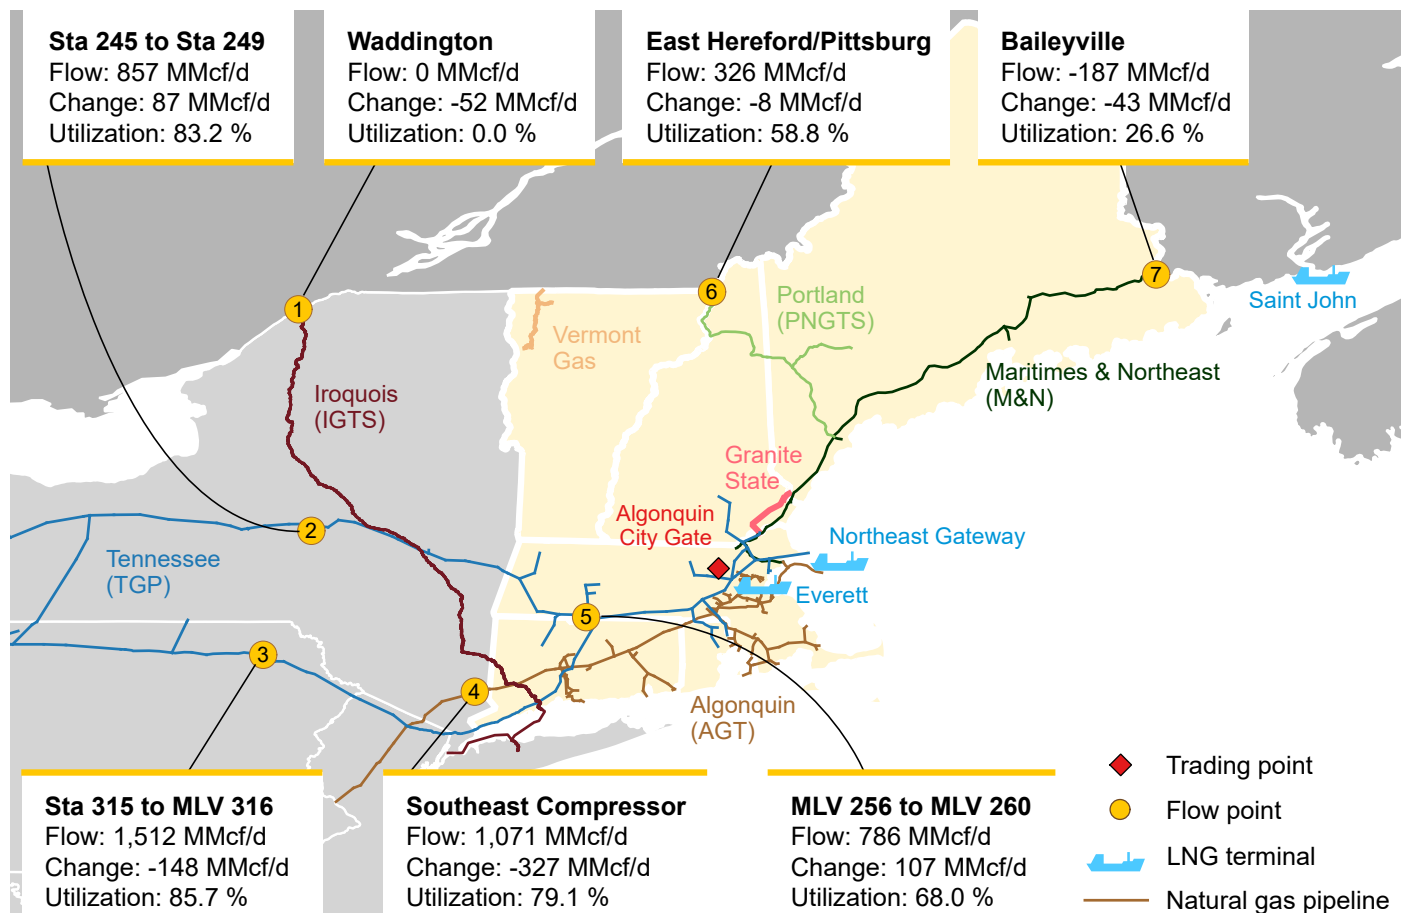 Sta 245 to Sta 249
Flow: 857 MMcf/d
Change: 87 MMcf/d
Utilization: 83.2 %
Waddington
Flow: 0 MMcf/d
Change: -52 MMcf/d
Utilization: 0.0 %
East Hereford/Pittsburg
Flow: 326 MMcf/d
Change: -8 MMcf/d
Utilization: 58.8 %
Baileyville
Flow: -187 MMcf/d
Change: -43 MMcf/d
Utilization: 26.6 %
7
6
1
Saint John
Portland
(PNGTS)
Vermont
Gas
Maritimes & Northeast
(M&N)
Iroquois
(IGTS)
Granite
State
Algonquin
City Gate
2
Northeast Gateway
Tennessee
(TGP)
Everett
5
3
4
Algonquin
(AGT)
Sta 315 to MLV 316
Flow: 1,512 MMcf/d
Change: -148 MMcf/d
Utilization: 85.7 %
Southeast Compressor
Flow: 1,071 MMcf/d
Change: -327 MMcf/d
Utilization: 79.1 %
MLV 256 to MLV 260
Flow: 786 MMcf/d
Change: 107 MMcf/d
Utilization: 68.0 %
Trading point
Flow point
LNG terminal
Natural gas pipeline